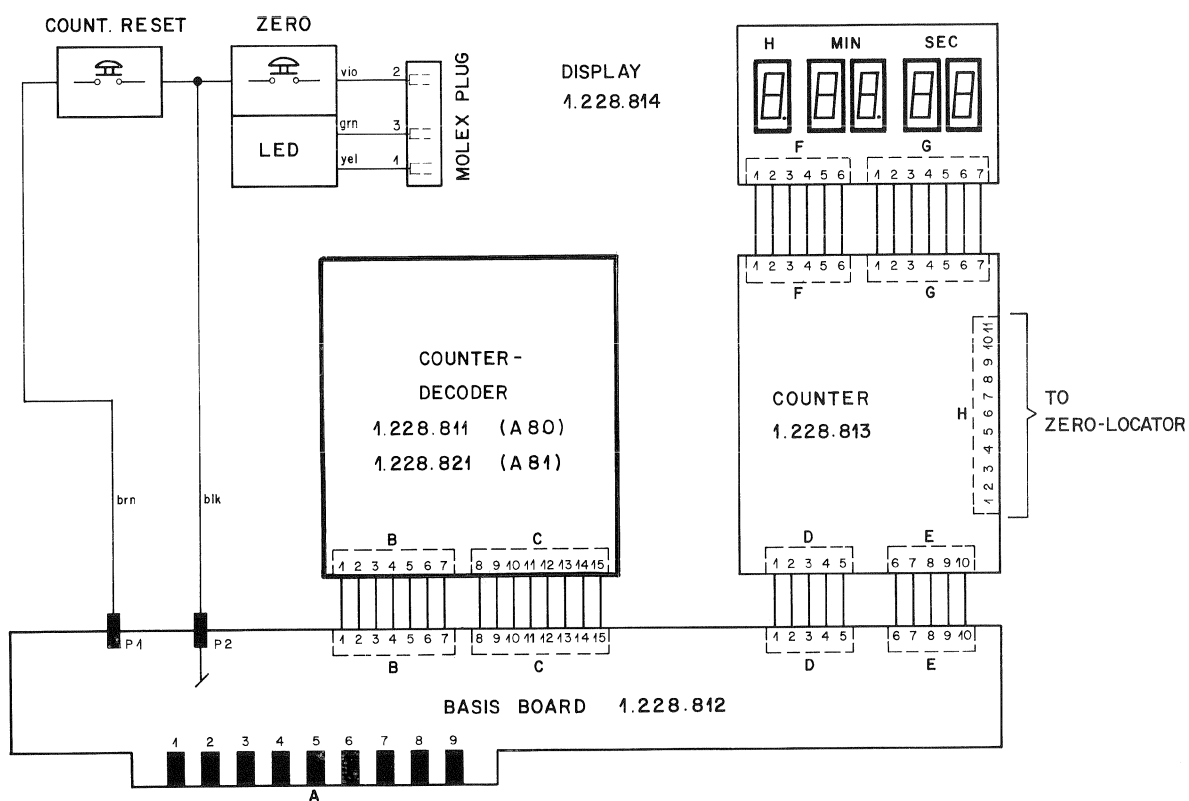 COUNT. RESET
ZERO
vio 2
grn 3
yel 1
LED
MOLEX PLUG
DISPLAY
1.228.814
H MIN SEC
F G
1 2 3 4 5 6 1 2 3 4 5 6 7
1 2 3 4 5 6 1 2 3 4 5 6 7
F G
COUNTER-
DECODER
1.228.811 (A80)
1.228.821 (A81)
COUNTER
1.228.813
H
1 2 3 4 5 6 7 8 9 10 11
TO
ZERO-LOCATOR
brn
blk
B C
1 2 3 4 5 6 7 8 9 10 11 12 13 14 15
D E
1 2 3 4 5 6 7 8 9 10
P1 P2
1 2 3 4 5 6 7 8 9 10 11 12 13 14 15
B C
1 2 3 4 5 6 7 8 9 10
D E
BASIS BOARD 1.228.812
1 2 3 4 5 6 7 8 9
A